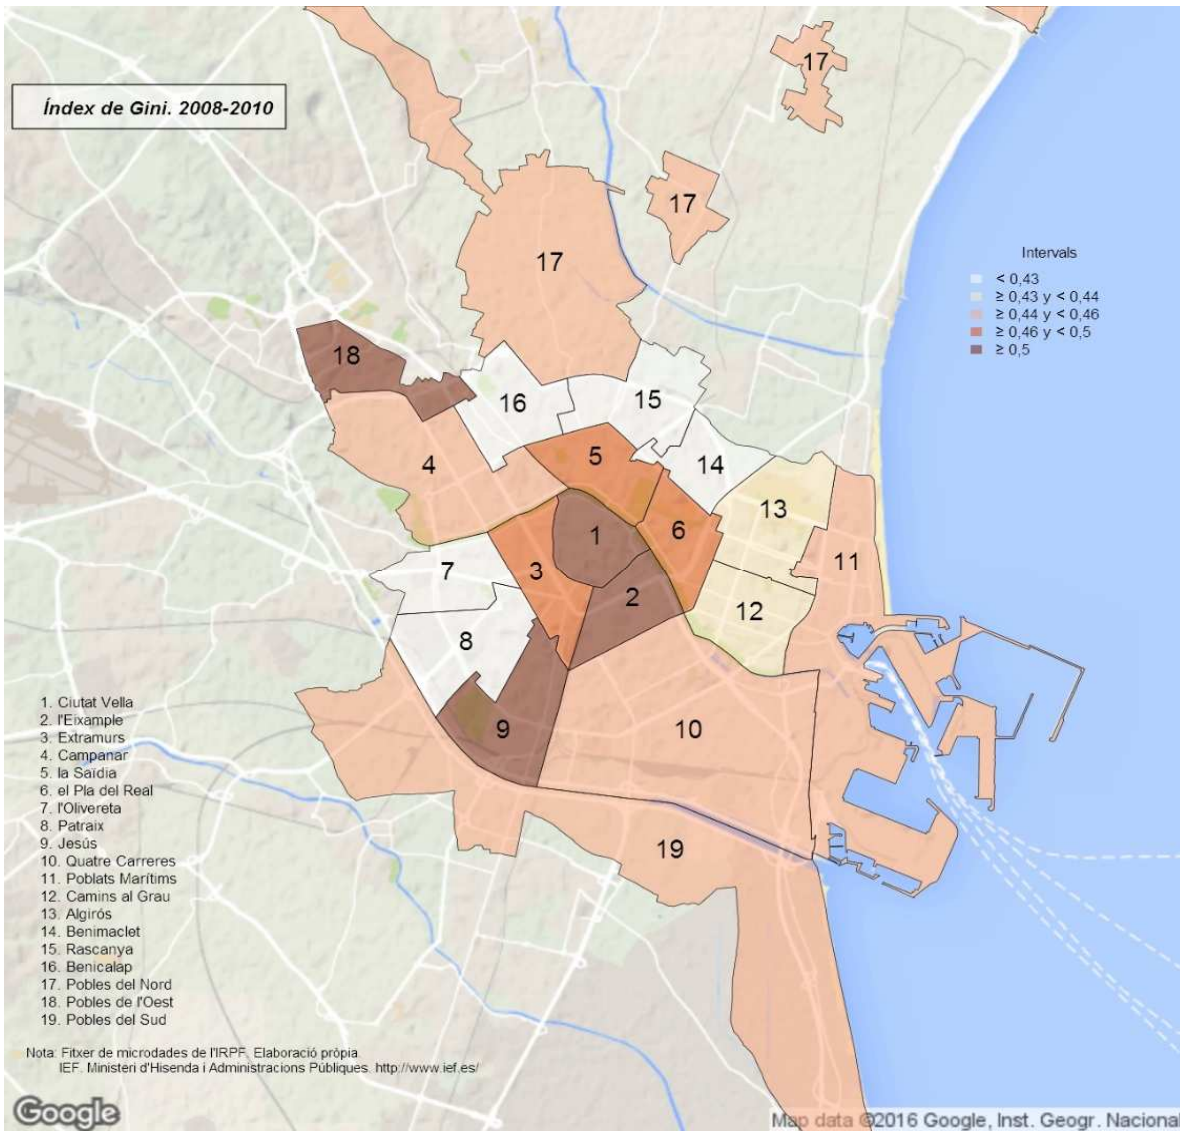 Índex de Gini. 2008-2010
17
17
17
Intervals
< 0,43
≥ 0,43 y < 0,44
≥ 0,44 y < 0,46
≥ 0,46 y < 0,5
≥ 0,5
18
16
15
4
5
14
13
1
6
11
7
3
2
12
8
9
10
19
1. Ciutat Vella
2. l'Eixample
3. Extramurs
4. Campanar
5. la Saïdia
6. el Pla del Real
7. l'Olivereta
8. Patraix
9. Jesús
10. Quatre Carreres
11. Poblats Marítims
12. Camins al Grau
13. Algirós
14. Benimaclet
15. Rascanya
16. Benicalap
17. Pobles del Nord
18. Pobles de l'Oest
19. Pobles del Sud
Nota: Fitxer de microdades de l'IRPF. Elaboració pròpia.
IEF. Ministeri d'Hisenda i Administracions Públiques. http://www.ief.es/
Google
Map data ©2016 Google, Inst. Geogr. Nacional